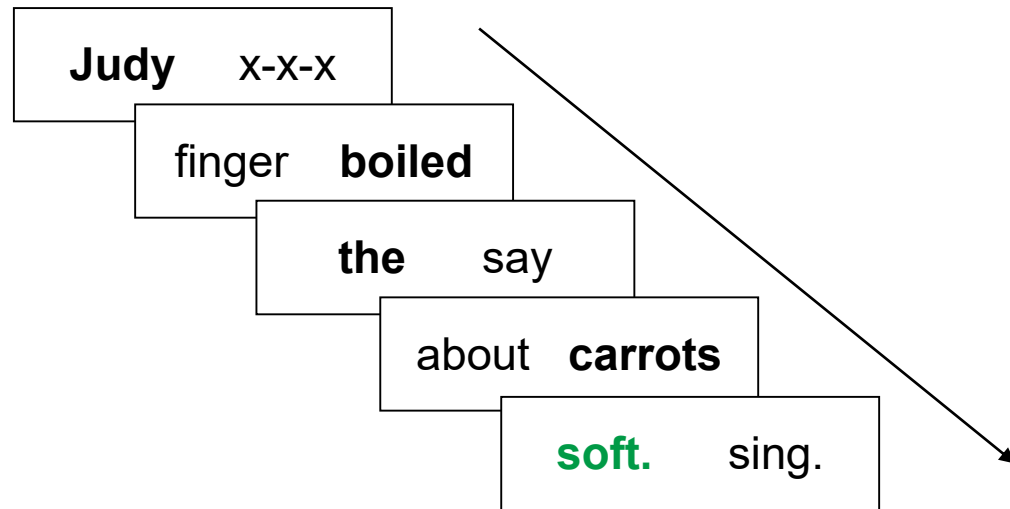 Judy x-x-x
finger boiled
the say
about carrots
soft. sing.